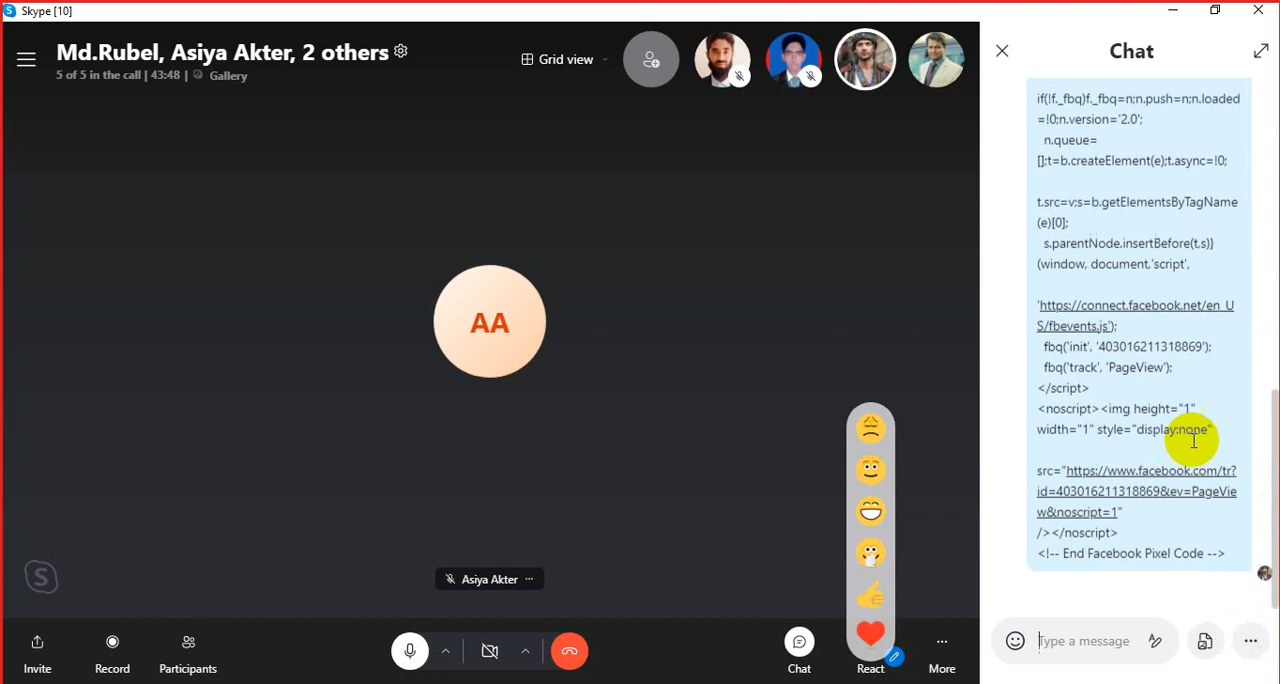 Skype [10]
Md.Rubel, Asiya Akter, 2 others
5 of 5 in the call | 43:48 | Gallery
Grid view
Chat
if(!f._fbq)f._fbq=n;n.push=n;n.loaded
=!0;n.version='2.0';
n.queue=
[];t=b.createElement(e);t.async=!0;
t.src=v;s=b.getElementsByTagName
(e)[0];
s.parentNode.insertBefore(t,s)}
(window, document,'script',
'https://connect.facebook.net/en_U
S/fbevents.js');
fbq('init', '403016211318869');
fbq('track', 'PageView');
</script>
<noscript><img height="1"
width="1" style="display:none"
src="https://www.facebook.com/tr?
id=403016211318869&ev=PageVie
w&noscript=1"
/></noscript>
<!-- End Facebook Pixel Code -->
AA
Asiya Akter
Type a message
Invite
Record
Participants
Chat
React
More